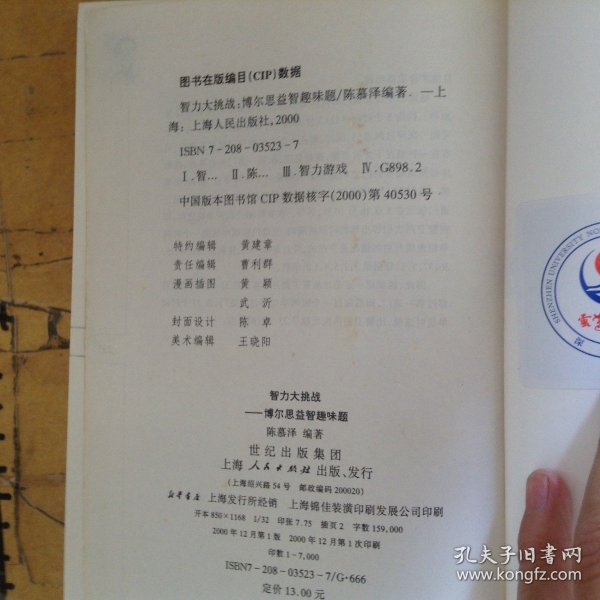 图书在版编目(CIP)数据
智力大挑战:博尔思益智趣味题/陈慕泽编著.—上
海:上海人民出版社,2000
ISBN 7-208-03523-7
Ⅰ.智… Ⅱ.陈… Ⅲ.智力游戏 Ⅳ.G898.2
中国版本图书馆CIP数据核字(2000)第40530号
特约编辑 黄建章
责任编辑 曹利群
漫画插图 黄颖
武沂
封面设计 陈卓
美术编辑 王晓阳
智力大挑战
——博尔思益智趣味题
陈慕泽 编著
世纪出版集团
上海人民出版社出版、发行
(上海绍兴路54号 邮政编码200020)
新华书店上海发行所经销 上海锦佳装潢印刷发展公司印刷
开本850×1168 1/32 印张7.75 插页2 字数159,000
2000年12月第1版 2000年12月第1次印刷
印数1-7,000
ISBN7-208-03523-7/G·666
定价13.00元
SHENZHEN UNIVERSITY NO
深
孔夫子旧书网
www.kongfz.com